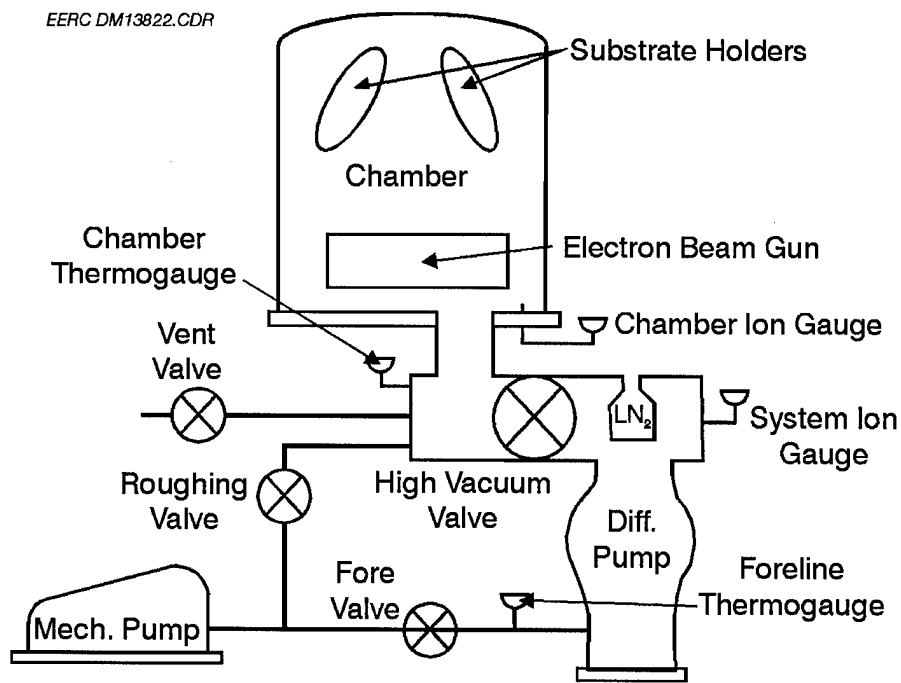 EERC DM13822.CDR
Substrate Holders
Chamber
Chamber
Thermogauge
Electron Beam Gun
Chamber Ion Gauge
Vent
Valve
LN₂
System Ion
Gauge
Roughing
Valve
High Vacuum
Valve
Diff.
Pump
Fore
Valve
Foreline
Thermogauge
Mech. Pump